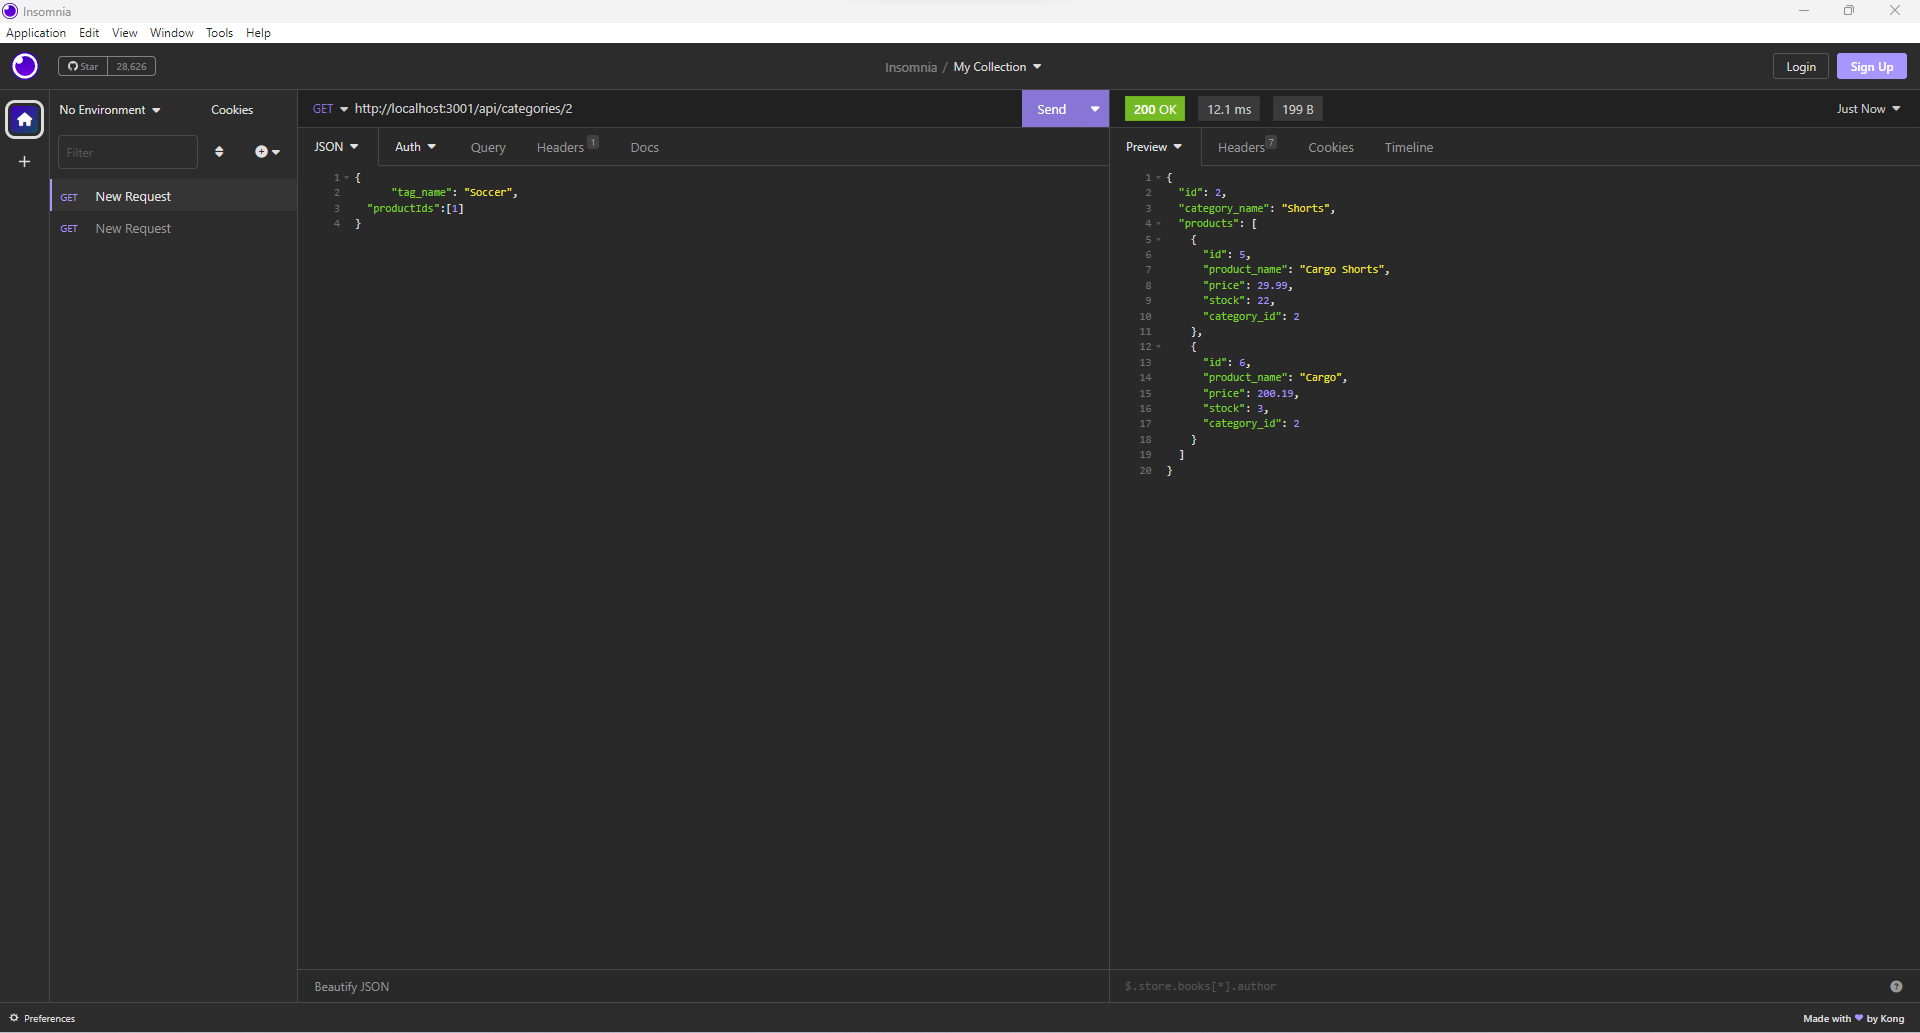 Insomnia
Application Edit View Window Tools Help
Star 28,626
Insomnia / My Collection
Login Sign Up
No Environment Cookies
Filter
GET New Request
GET New Request
GET http://localhost:3001/api/categories/2
Send
JSON Auth Query Headers 1 Docs
1 {
2 "tag_name": "Soccer",
3 "productIds":[1]
4 }
Beautify JSON
200 OK 12.1 ms 199 B Just Now
Preview Headers 7 Cookies Timeline
1 {
2 "id": 2,
3 "category_name": "Shorts",
4 "products": [
5 {
6 "id": 5,
7 "product_name": "Cargo Shorts",
8 "price": 29.99,
9 "stock": 22,
10 "category_id": 2
11 },
12 {
13 "id": 6,
14 "product_name": "Cargo",
15 "price": 200.19,
16 "stock": 3,
17 "category_id": 2
18 }
19 ]
20 }
$.store.books[*].author
Preferences
Made with ♥ by Kong